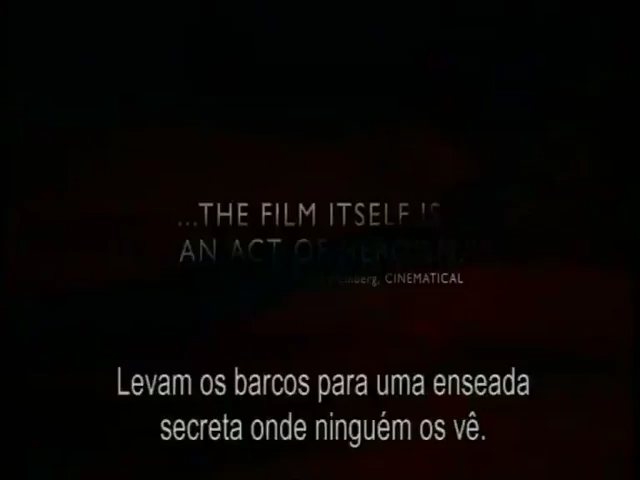 ...THE FILM ITSELF IS
AN ACT OF HEROISM."
CINEMATICAL
Levam os barcos para uma enseada
secreta onde ninguém os vê.